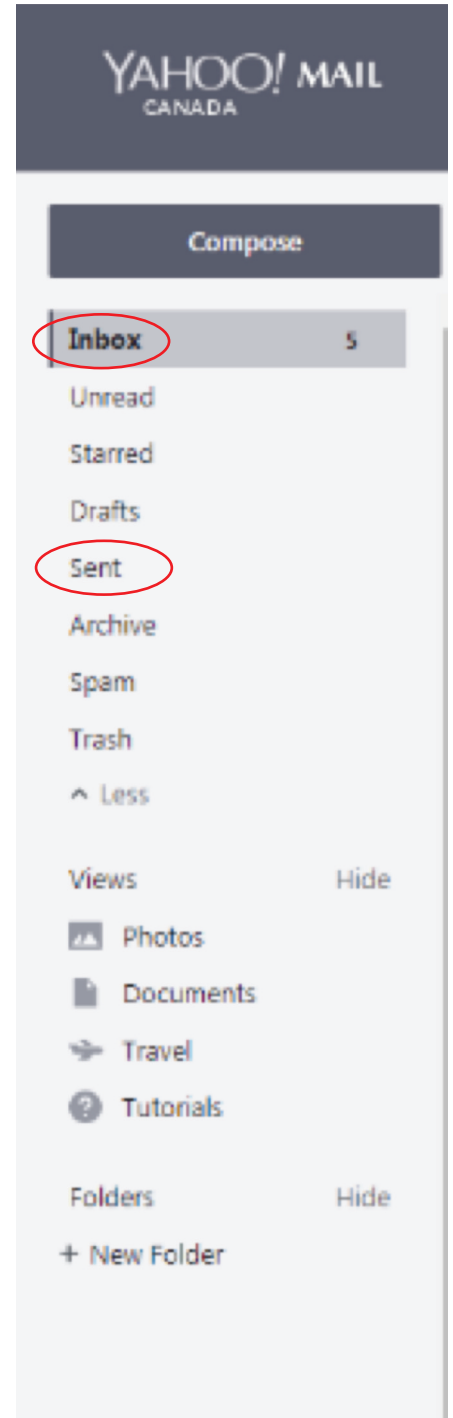 YAHOO! MAIL
CANADA
Compose
Inbox 5
Unread
Starred
Drafts
Sent
Archive
Spam
Trash
^ Less
Views Hide
Photos
Documents
Travel
? Tutorials
Folders Hide
+ New Folder